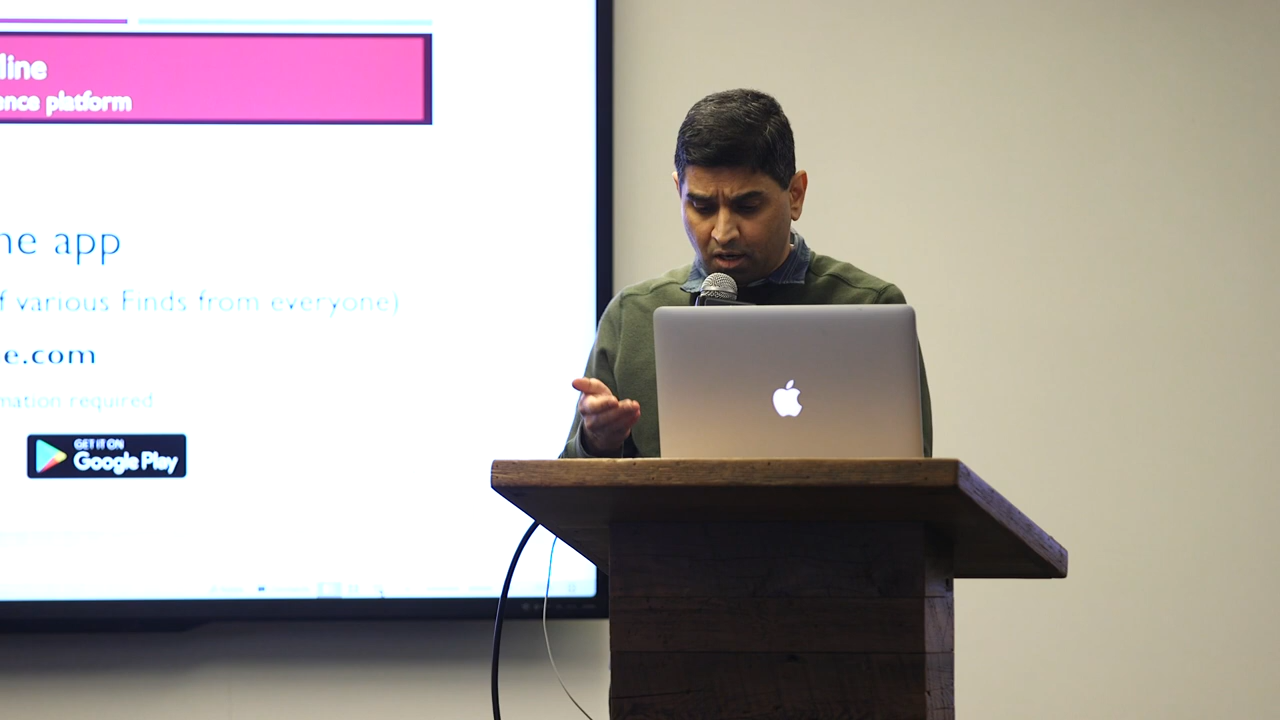 line
ence platform
ne app
f various Finds from everyone)
e.com
mation required
GET IT ON
Google Play